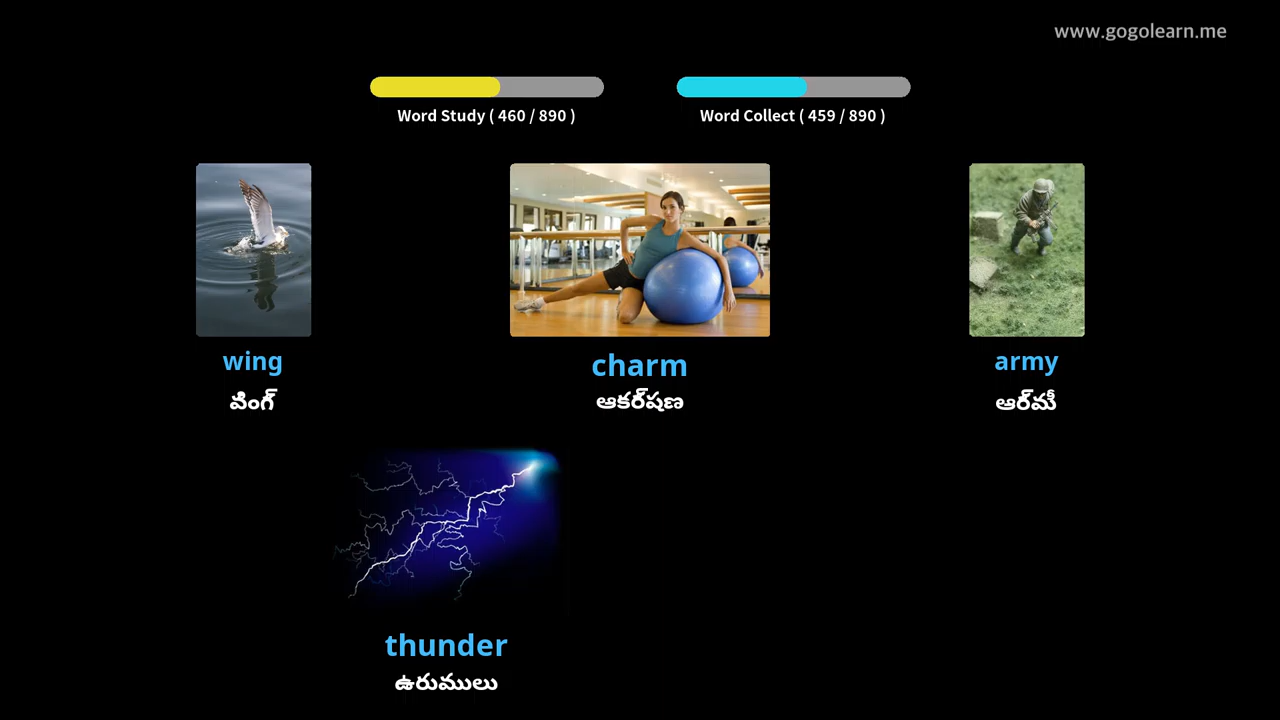 www.gogolearn.me
Word Study ( 460 / 890 )
Word Collect ( 459 / 890 )
wing
charm
army
వింగ్
ఆకర్షణ
ఆర్మీ
thunder
ఉరుములు